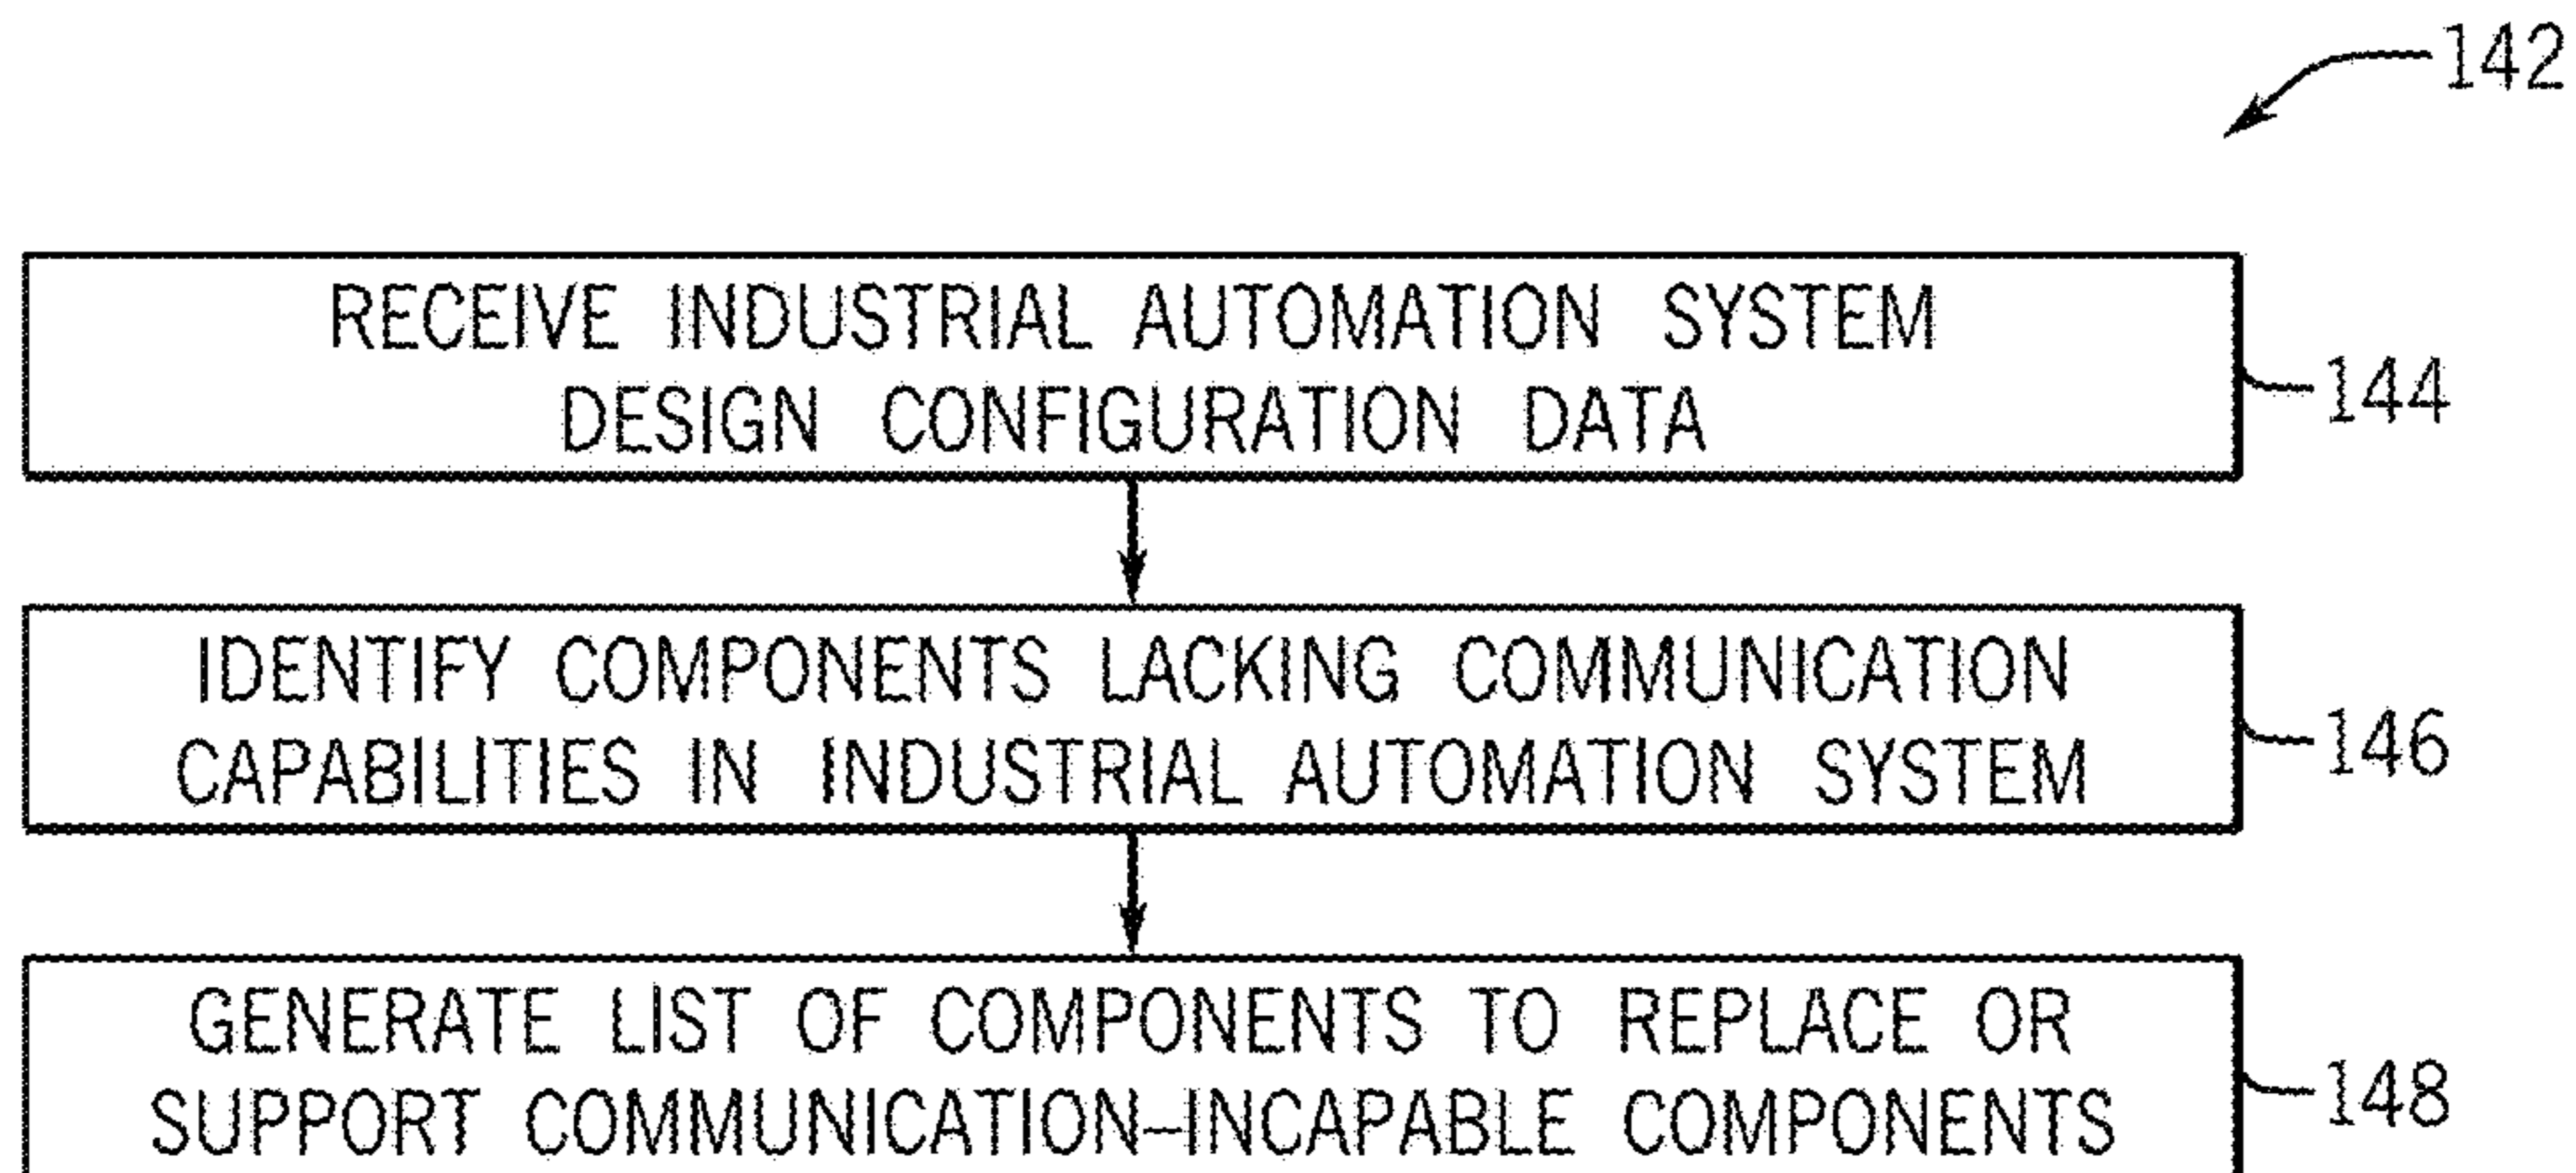 142
RECEIVE INDUSTRIAL AUTOMATION SYSTEM
DESIGN CONFIGURATION DATA
144
IDENTIFY COMPONENTS LACKING COMMUNICATION
CAPABILITIES IN INDUSTRIAL AUTOMATION SYSTEM
146
GENERATE LIST OF COMPONENTS TO REPLACE OR
SUPPORT COMMUNICATION–INCAPABLE COMPONENTS
148